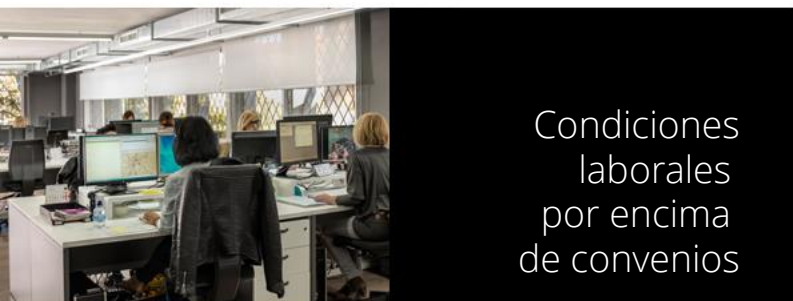 Condiciones
laborales
por encima
de convenios